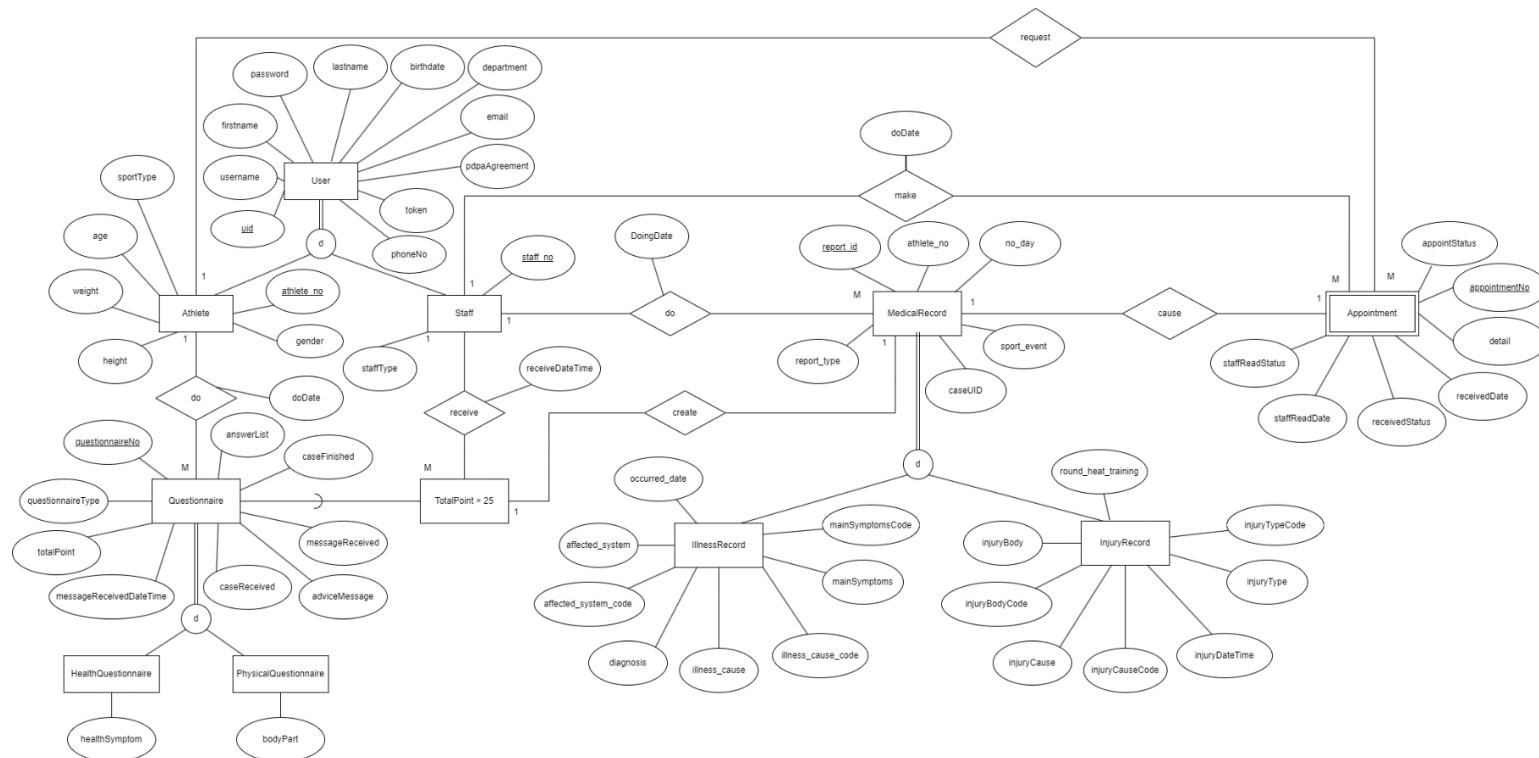 request
password
lastname
birthdate
department
firstname
email
doDate
username
User
pdpaAgreement
sportType
uid
token
make
d
phoneNo
age
staff_no
DoingDate
report_id
athlete_no
no_day
appointStatus
weight
athlete_no
1
1
M
1
1
M
M
appointmentNo
Athlete
Staff
1
do
MedicalRecord
cause
Appointment
1
1
1
gender
height
staffType
receiveDateTime
report_type
sport_event
caseUID
detail
staffReadStatus
receivedDate
staffReadDate
receivedStatus
do
doDate
receive
create
questionnaireNo
answerList
caseFinished
M
M
d
round_heat_training
questionnaireType
Questionnaire
TotalPoint > 25
1
occurred_date
mainSymptomsCode
injuryTypeCode
totalPoint
messageReceived
affected_system
IllnessRecord
injuryBody
InjuryRecord
messageReceivedDateTime
caseReceived
adviceMessage
mainSymptoms
injuryType
affected_system_code
injuryBodyCode
d
diagnosis
illness_cause
illness_cause_code
injuryCause
injuryCauseCode
injuryDateTime
HealthQuestionnaire
PhysicalQuestionnaire
healthSymptom
bodyPart